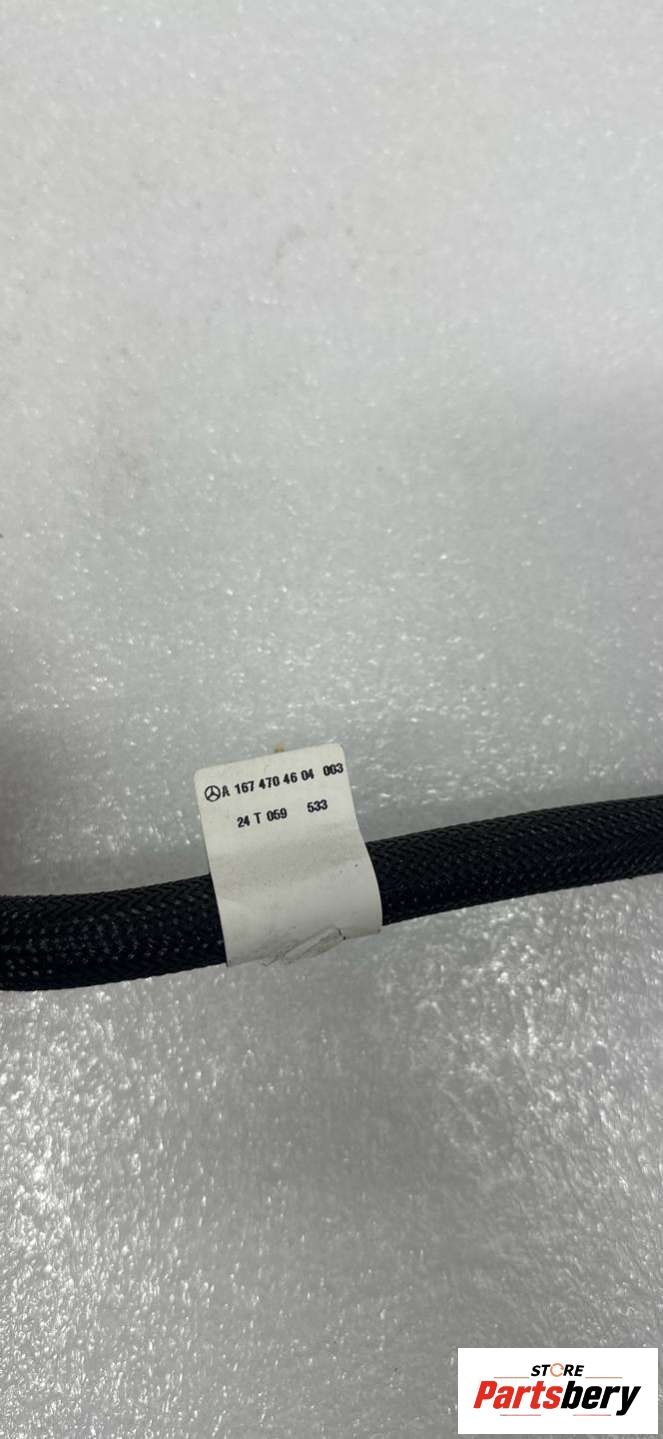 A 167 470 46 04 003
24 T 059 533
STORE
Partsbery